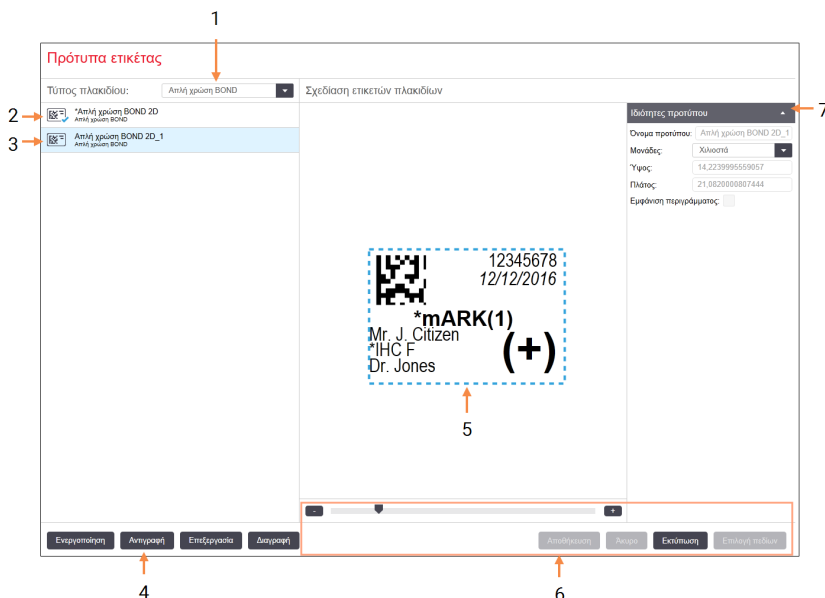 1
Πρότυπα ετικέτας
Τύπος πλακιδίου: Απλή χρώση BOND
Σχεδίαση ετικετών πλακιδίων
2
*Απλή χρώση BOND 2D
Απλή χρώση BOND
3
Απλή χρώση BOND 2D_1
Απλή χρώση BOND
Ιδιότητες προτύπου
7
Όνομα προτύπου: Απλή χρώση BOND 2D_1
Μονάδες: Χιλιοστά
Ύψος: 14,2239995559057
Πλάτος: 21,0820000807444
Εμφάνιση περιγράμματος:
12345678
12/12/2016
*mARK(1)
Mr. J. Citizen
*IHC F
Dr. Jones
(+)
5
- +
Ενεργοποίηση Αντιγραφή Επεξεργασία Διαγραφή
Αποθήκευση Άκυρο Εκτύπωση Επιλογή πεδίων
4
6